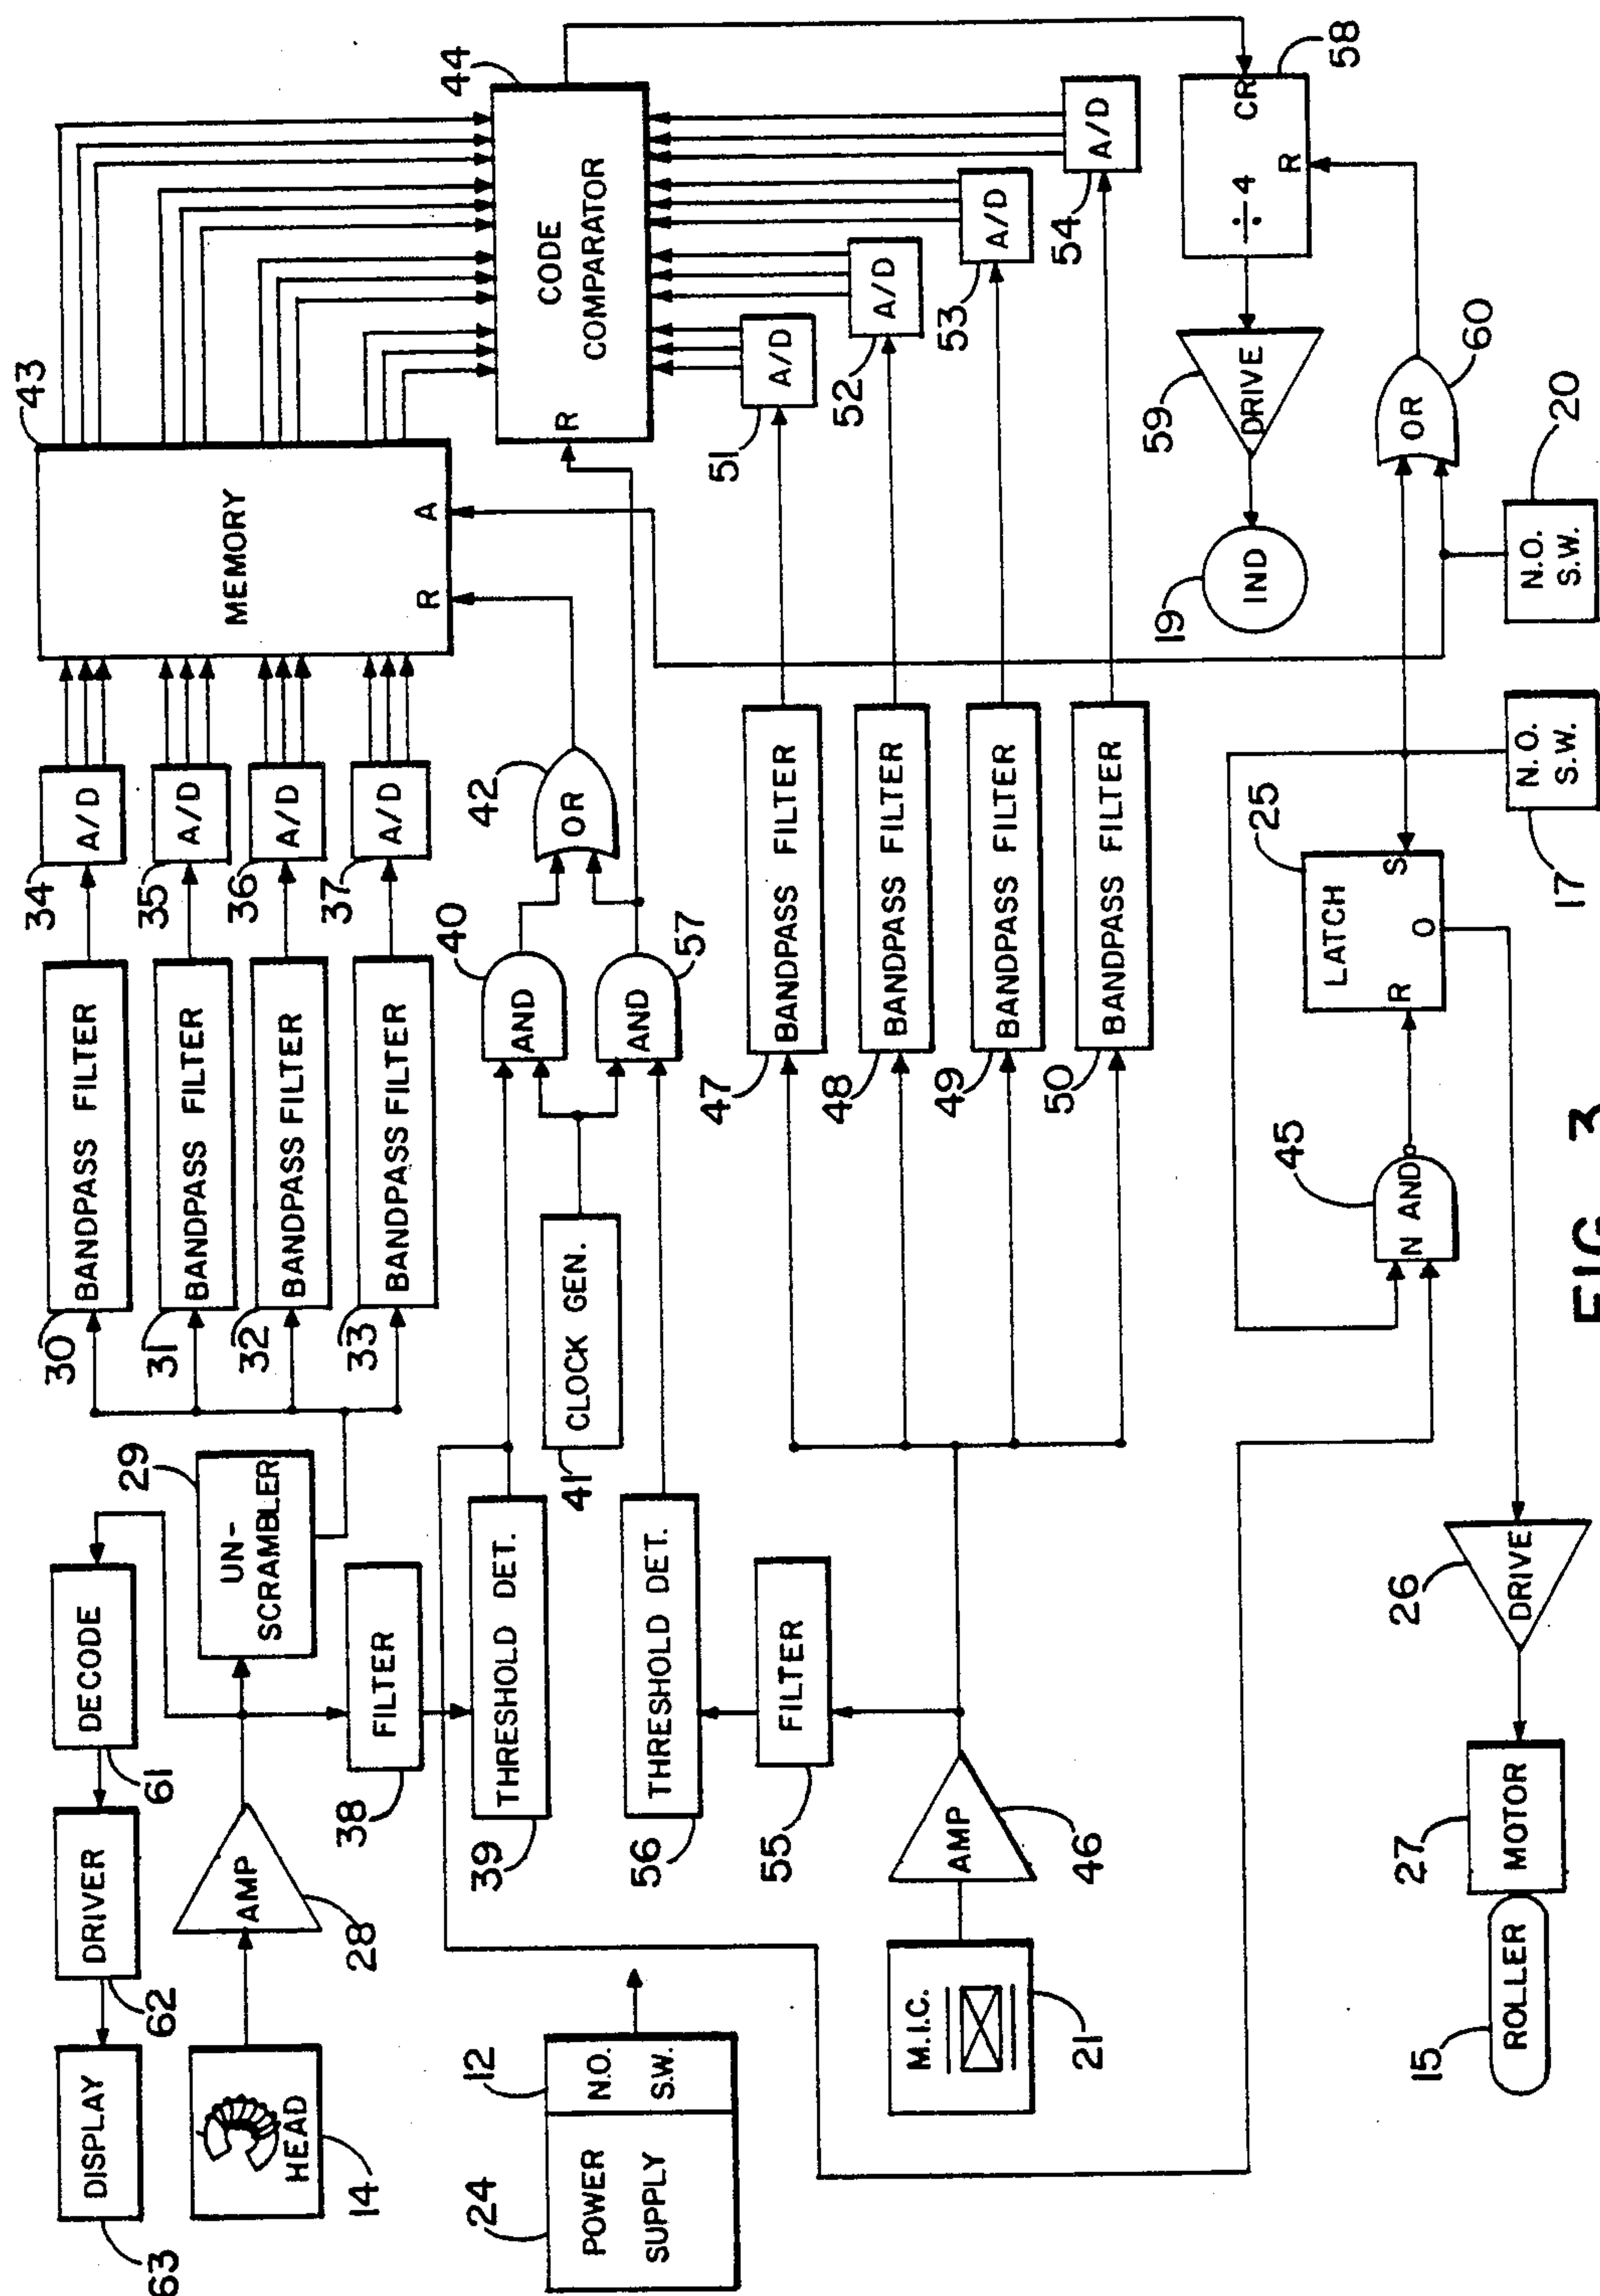 63
DISPLAY
62
DRIVER
61
DECODE
14
HEAD
28
AMP
29
UN-
SCRAMBLER
30
BANDPASS FILTER
31
BANDPASS FILTER
32
BANDPASS FILTER
33
BANDPASS FILTER
34
A/D
35
A/D
36
A/D
37
A/D
43
MEMORY
R
A
38
FILTER
39
THRESHOLD DET.
41
CLOCK GEN.
40
AND
57
AND
42
OR
44
CODE
COMPARATOR
R
24
POWER
SUPPLY
12
N.O.
S.W.
56
THRESHOLD DET.
55
FILTER
21
M.I.C.
46
AMP
47
BANDPASS FILTER
48
BANDPASS FILTER
49
BANDPASS FILTER
50
BANDPASS FILTER
51
A/D
52
A/D
53
A/D
54
A/D
58
÷4
CR
R
59
DRIVE
19
IND
60
OR
20
N.O.
S.W.
17
N.O.
S.W.
25
LATCH
R
S
O
45
N AND
26
DRIVE
27
MOTOR
15
ROLLER
FIG 3